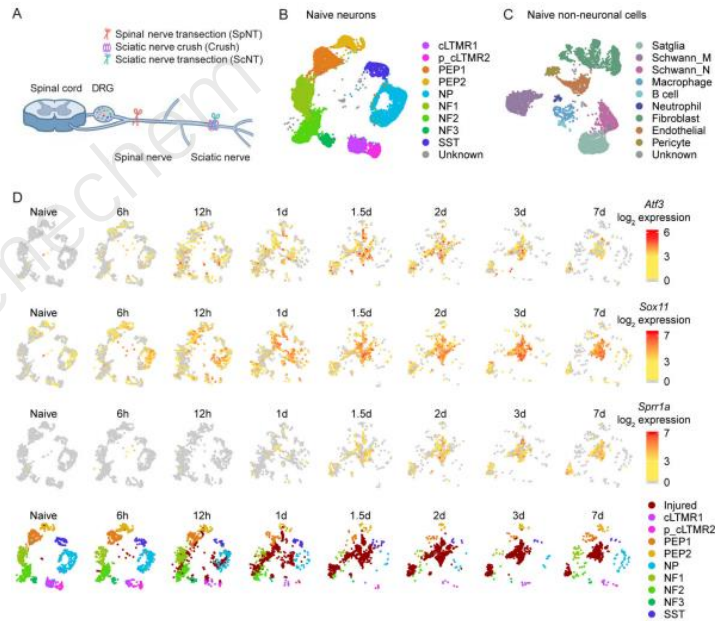 A
Spinal nerve transection (SpNT)
Sciatic nerve crush (Crush)
Sciatic nerve transection (ScNT)
Spinal cord DRG
Spinal nerve Sciatic nerve
B Naive neurons
cLTMR1
p_cLTMR2
PEP1
PEP2
NP
NF1
NF2
NF3
SST
Unknown
C Naive non-neuronal cells
Satglia
Schwann_M
Schwann_N
Macrophage
B cell
Neutrophil
Fibroblast
Endothelial
Pericyte
Unknown
D
Naive 6h 12h 1d 1.5d 2d 3d 7d
Atf3
log2 expression
6
3
0
Naive 6h 12h 1d 1.5d 2d 3d 7d
Sox11
log2 expression
7
3
0
Naive 6h 12h 1d 1.5d 2d 3d 7d
Sprr1a
log2 expression
7
3
0
Naive 6h 12h 1d 1.5d 2d 3d 7d
Injured
cLTMR1
p_cLTMR2
PEP1
PEP2
NP
NF1
NF2
NF3
SST